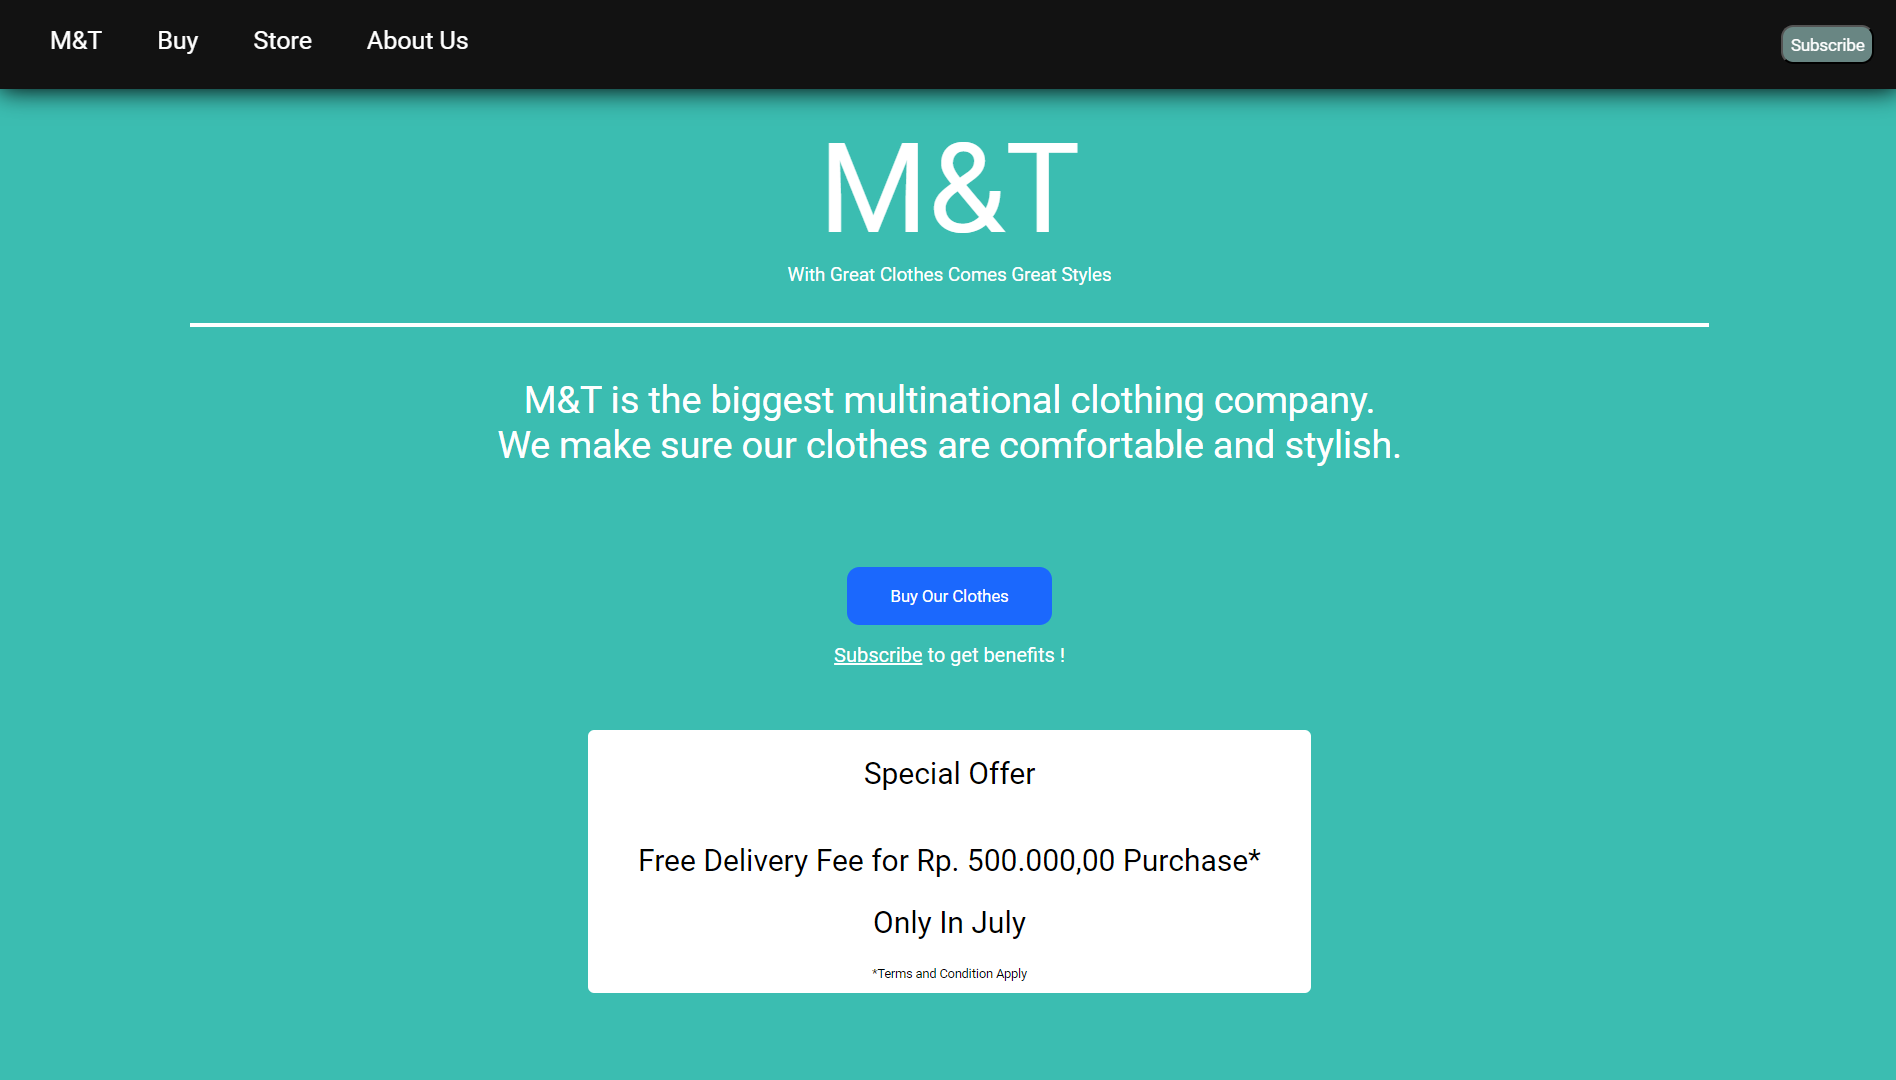 M&T Buy Store About Us Subscribe
M&T
With Great Clothes Comes Great Styles
M&T is the biggest multinational clothing company.
We make sure our clothes are comfortable and stylish.
Buy Our Clothes
Subscribe to get benefits !
Special Offer
Free Delivery Fee for Rp. 500.000,00 Purchase*
Only In July
*Terms and Condition Apply